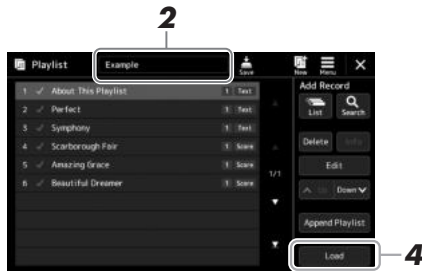 2
Playlist Example Save New Menu
1 About This Playlist 1 Text
2 Perfect 1 Text
3 Symphony 1 Text
4 Scarborough Fair 1 Score
5 Amazing Grace 1 Score
6 Beautiful Dreamer 1 Score
1/1
Add Record
List Search
Delete Info
Edit
Up Down
Append Playlist
Load
4